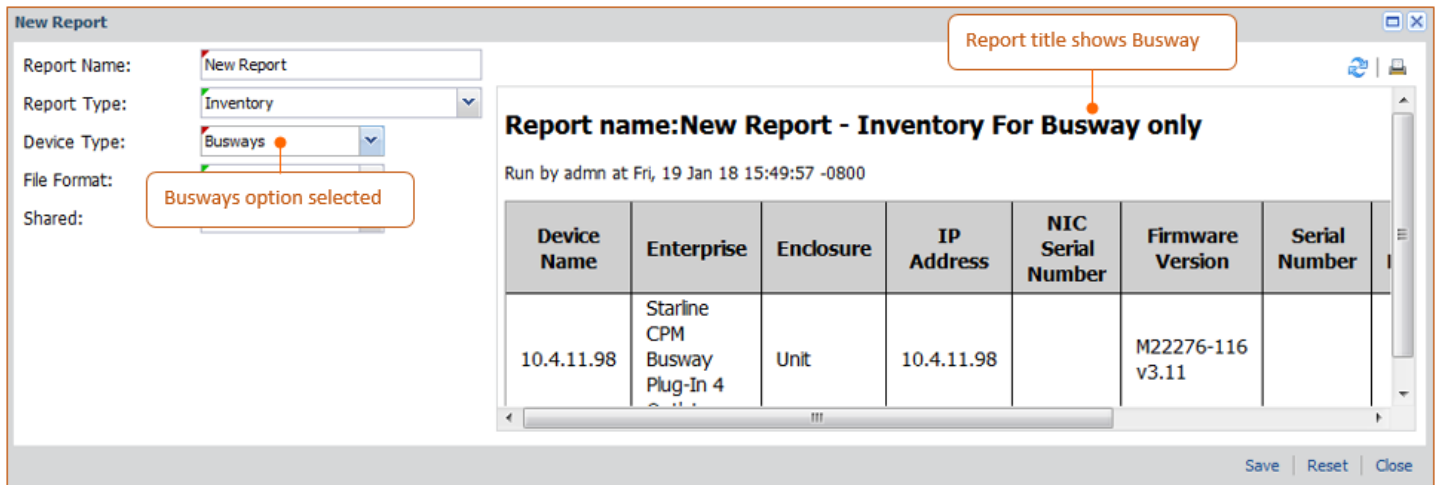 New Report
Report title shows Busway
Report Name:
New Report
Report Type:
Inventory
Device Type:
Busways
File Format:
Busways option selected
Shared:
Report name:New Report - Inventory For Busway only
Run by admn at Fri, 19 Jan 18 15:49:57 -0800
Device
Name
Enterprise
Enclosure
IP
Address
NIC
Serial
Number
Firmware
Version
Serial
Number
10.4.11.98
Starline
CPM
Busway
Plug-In 4
Unit
10.4.11.98
M22276-116
v3.11
Save
Reset
Close